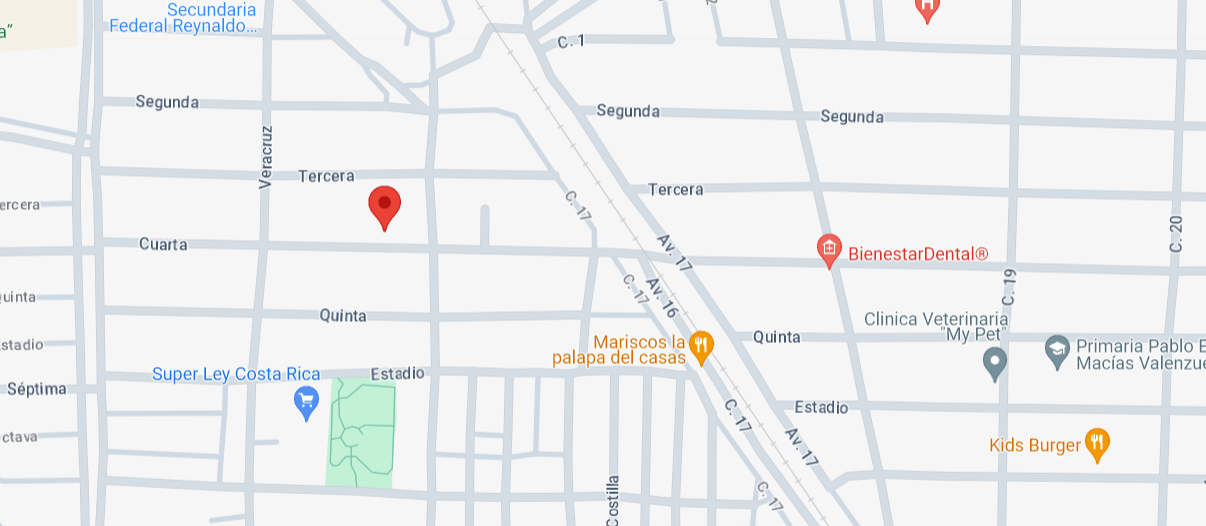 Secundaria
Federal Reynaldo...
a”
C. 1
Segunda
Segunda
Segunda
Veracruz
Tercera
Tercera
ercera
C. 17
Cuarta
Av. 17
C. 20
BienestarDental®
uinta
C. 17
Av. 16
C. 19
Quinta
Quinta
Clinica Veterinaria
"My Pet"
Mariscos la
palapa del casas
stadio
Primaria Pablo E
Macías Valenzue
Super Ley Costa Rica
Estadio
Séptima
C. 17
Estadio
ctava
Av. 17
Kids Burger
Costilla
C. 17
H